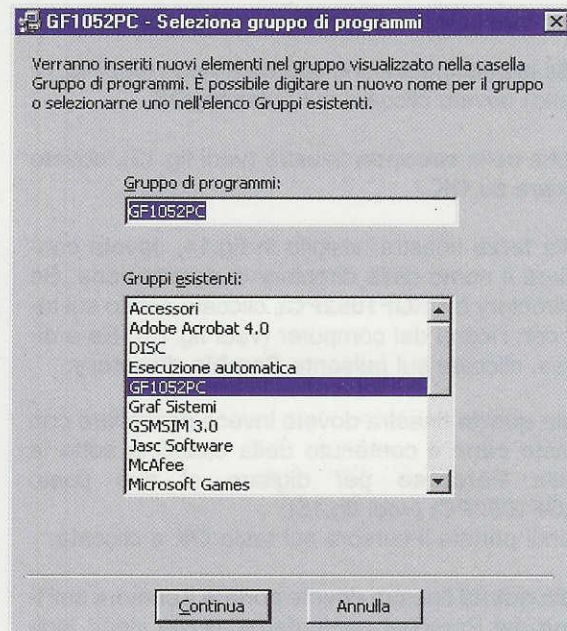 GF1052PC - Seleziona gruppo di programmi
Verranno inseriti nuovi elementi nel gruppo visualizzato nella casella
Gruppo di programmi. È possibile digitare un nuovo nome per il gruppo
o selezionarne uno nell'elenco Gruppi esistenti.
Gruppo di programmi:
GF1052PC
Gruppi esistenti:
Accessori
Adobe Acrobat 4.0
DISC
Esecuzione automatica
GF1052PC
Graf Sistemi
GSMSIM 3.0
Jasc Software
McAfee
Microsoft Games
Continua
Annulla